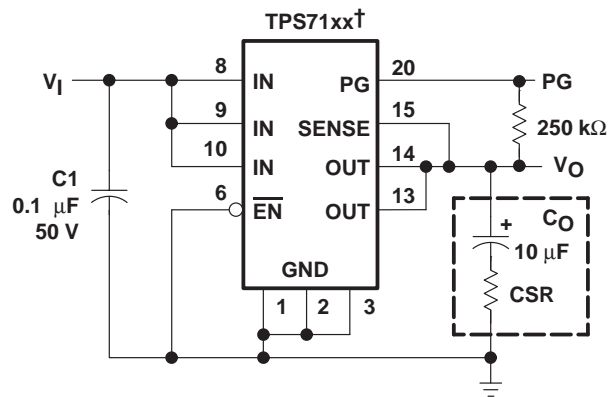 TPS71xx†
VI
8
IN
PG
20
PG
9
IN
SENSE
15
250 kΩ
10
IN
OUT
14
VO
C1
0.1 μF
50 V
6
EN
OUT
13
CO
+
10 μF
GND
CSR
1
2
3